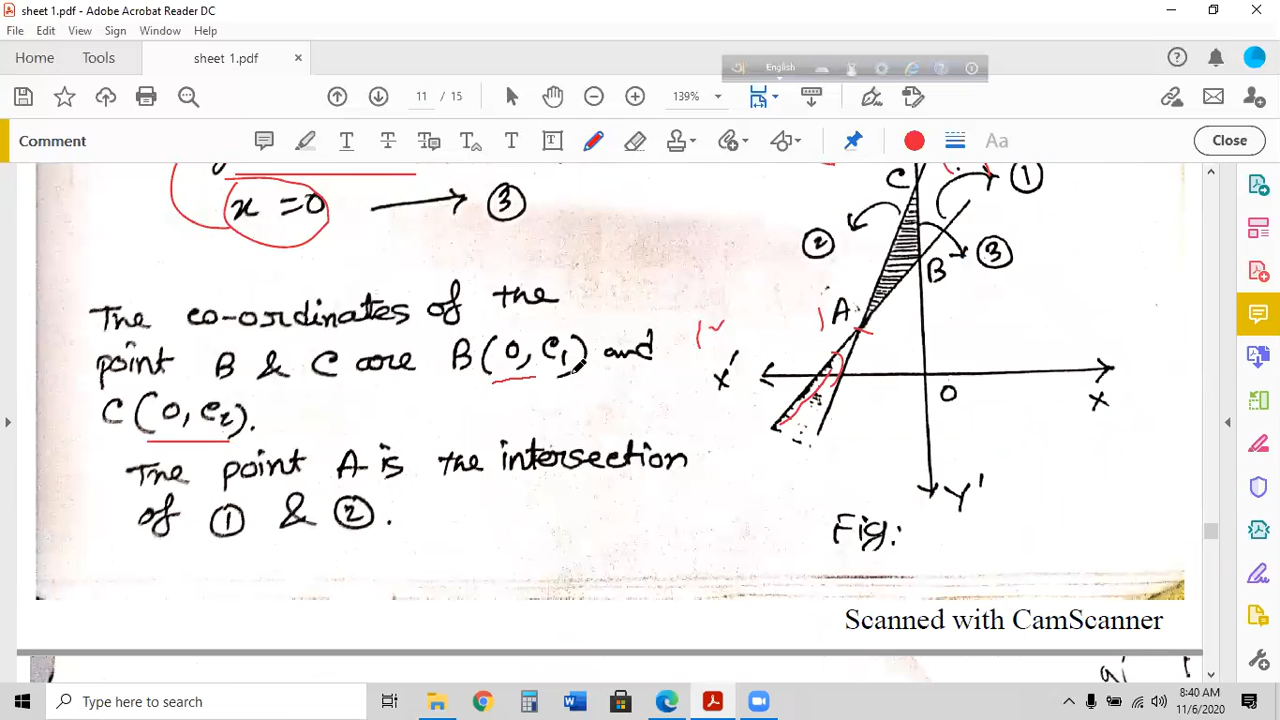 sheet 1.pdf - Adobe Acrobat Reader DC
File Edit View Sign Window Help
Home Tools sheet 1.pdf
English
11 / 15
139%
Comment
Close
x = 0 → ③
The co-ordinates of the
point B & C are B(0, c₁) and
C(0, c₂).
The point A is the intersection
of ① & ②.
C
①
②
③
B
A
X'
O
X
Y'
Fig:
Scanned with CamScanner
Type here to search
8:40 AM
11/6/2020